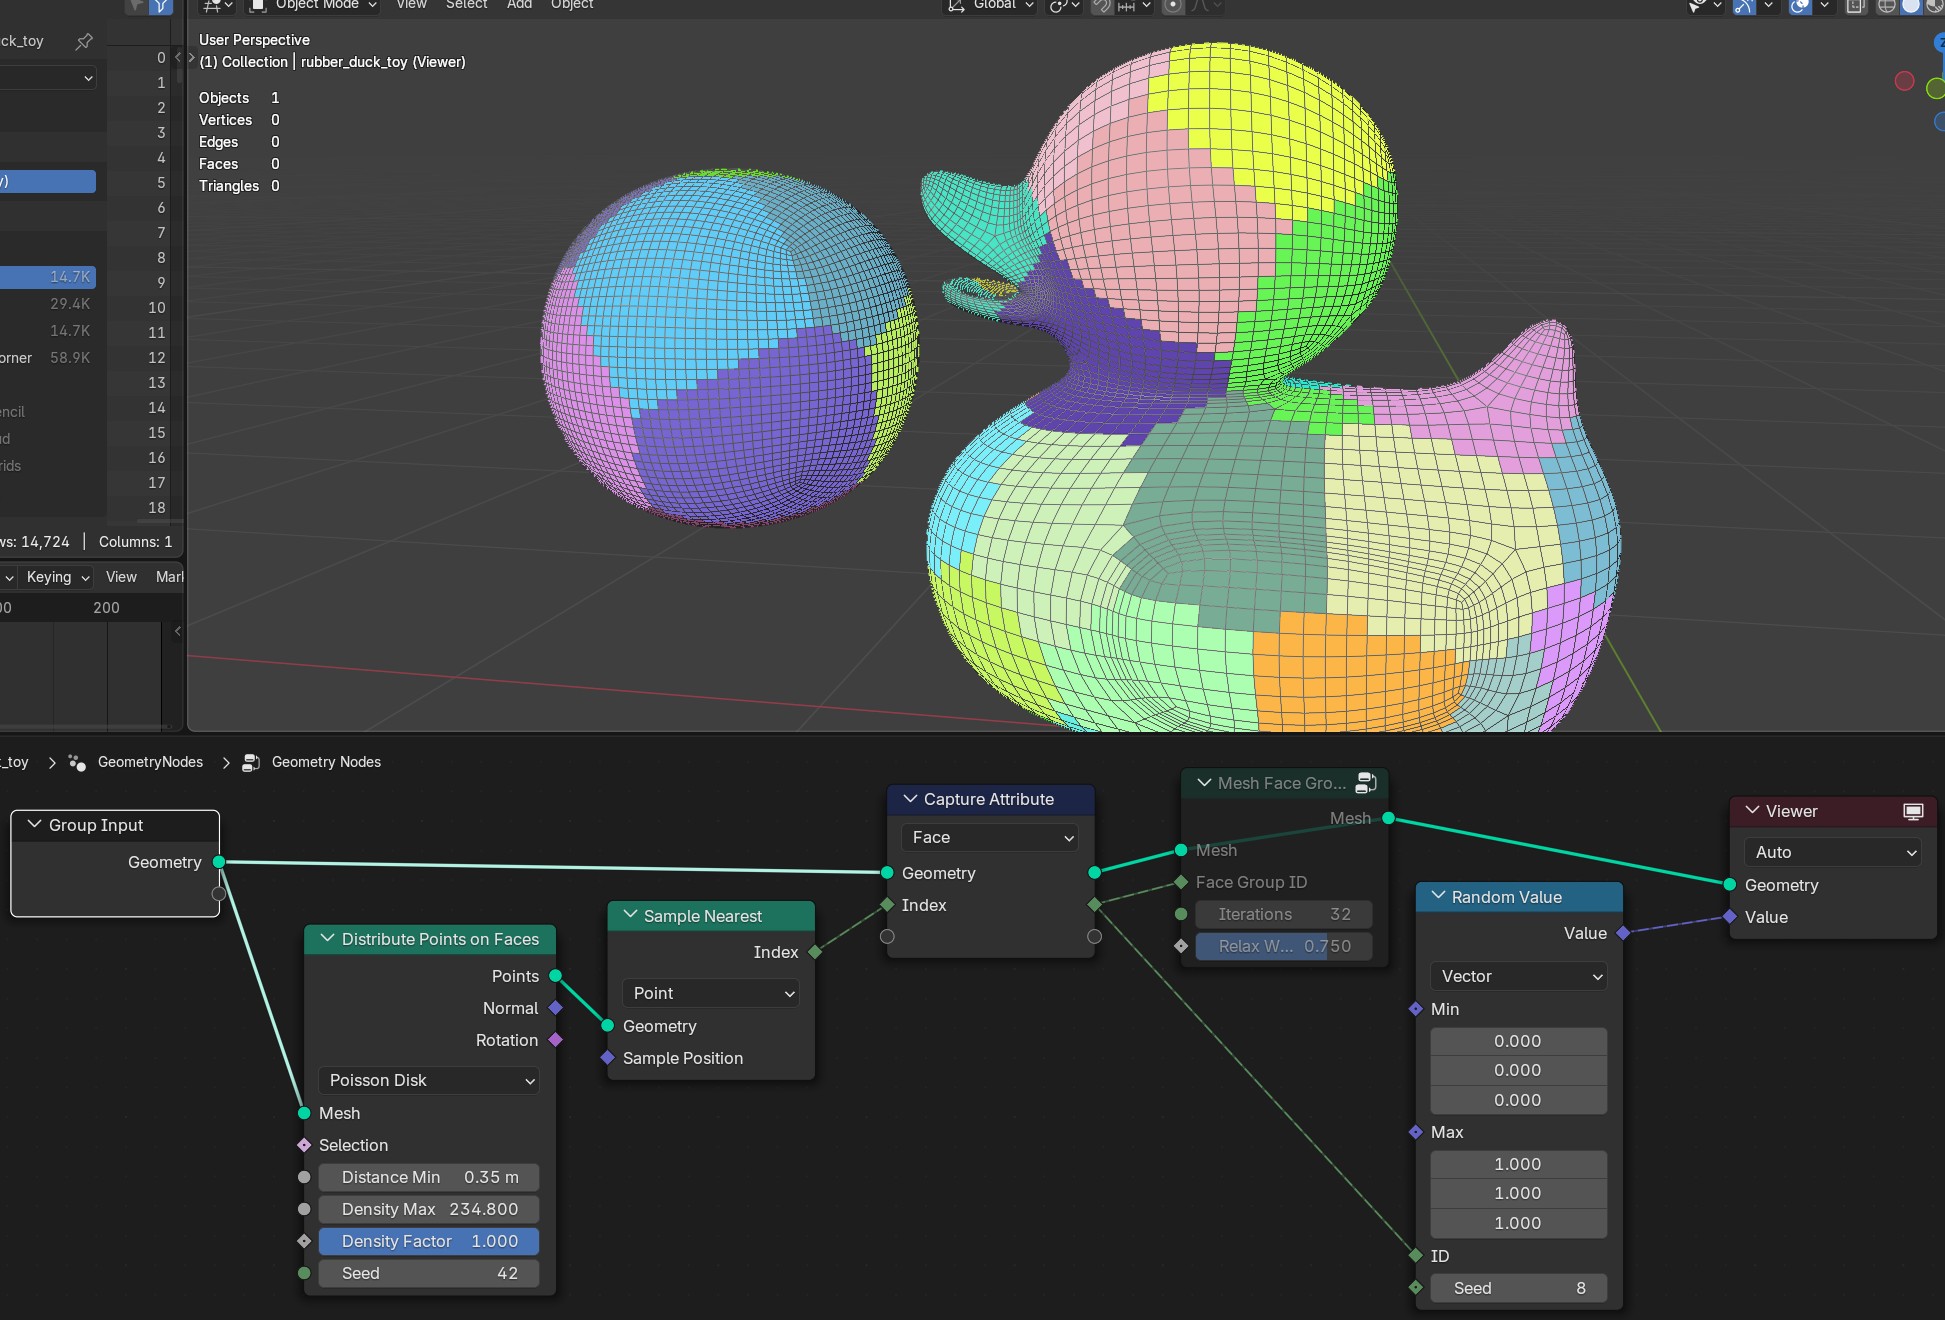 Object Mode
View
Select
Add
Object
Global
ck_toy
0
1
2
3
4
5
6
7
8
9
10
11
12
13
14
15
16
17
18
y)
14.7K
29.4K
14.7K
orner 58.9K
encil
d
rids
ws: 14,724 | Columns: 1
Keying
View
Mark
00
200
User Perspective
(1) Collection | rubber_duck_toy (Viewer)
Objects 1
Vertices 0
Edges 0
Faces 0
Triangles 0
Z
t_toy > GeometryNodes > Geometry Nodes
Group Input
Geometry
Distribute Points on Faces
Points
Normal
Rotation
Poisson Disk
Mesh
Selection
Distance Min 0.35 m
Density Max 234.800
Density Factor 1.000
Seed 42
Sample Nearest
Index
Point
Geometry
Sample Position
Capture Attribute
Face
Geometry
Index
Mesh Face Gro...
Mesh
Mesh
Face Group ID
Iterations 32
Relax W... 0.750
Random Value
Value
Vector
Min
0.000
0.000
0.000
Max
1.000
1.000
1.000
ID
Seed 8
Viewer
Auto
Geometry
Value